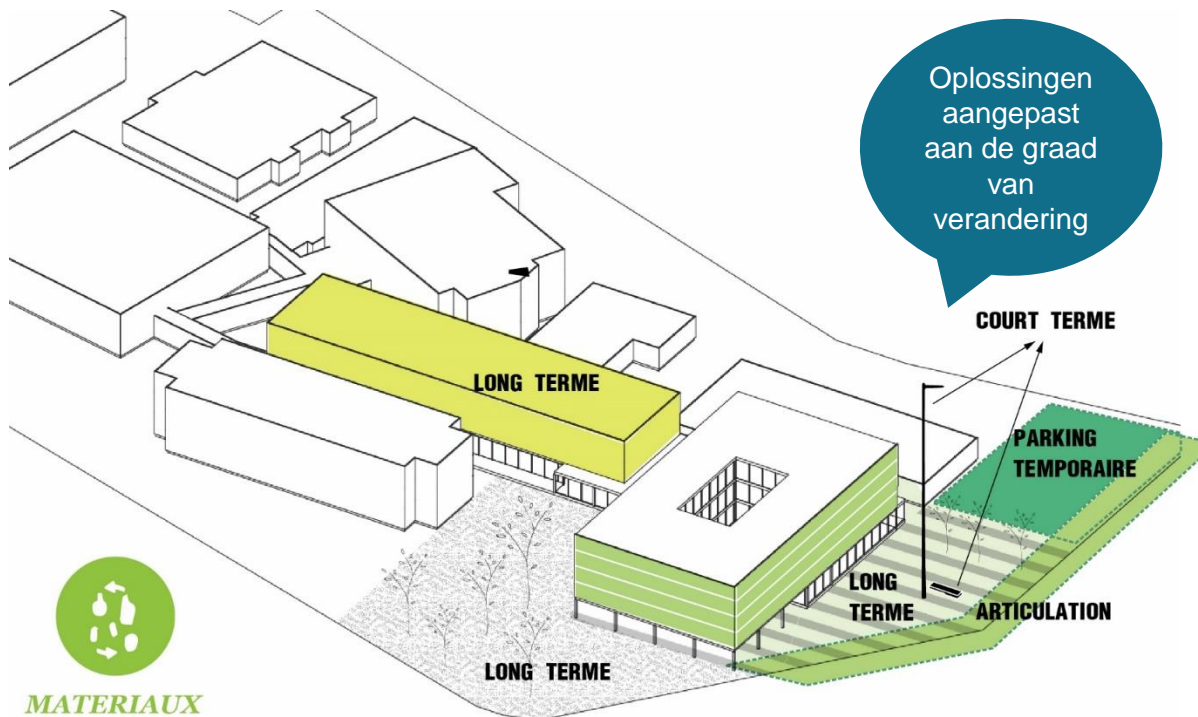 Oplossingen
aangepast
aan de graad
van
verandering
COURT TERME
LONG TERME
PARKING
TEMPORAIRE
LONG
TERME
ARTICULATION
LONG TERME
MATERIAUX